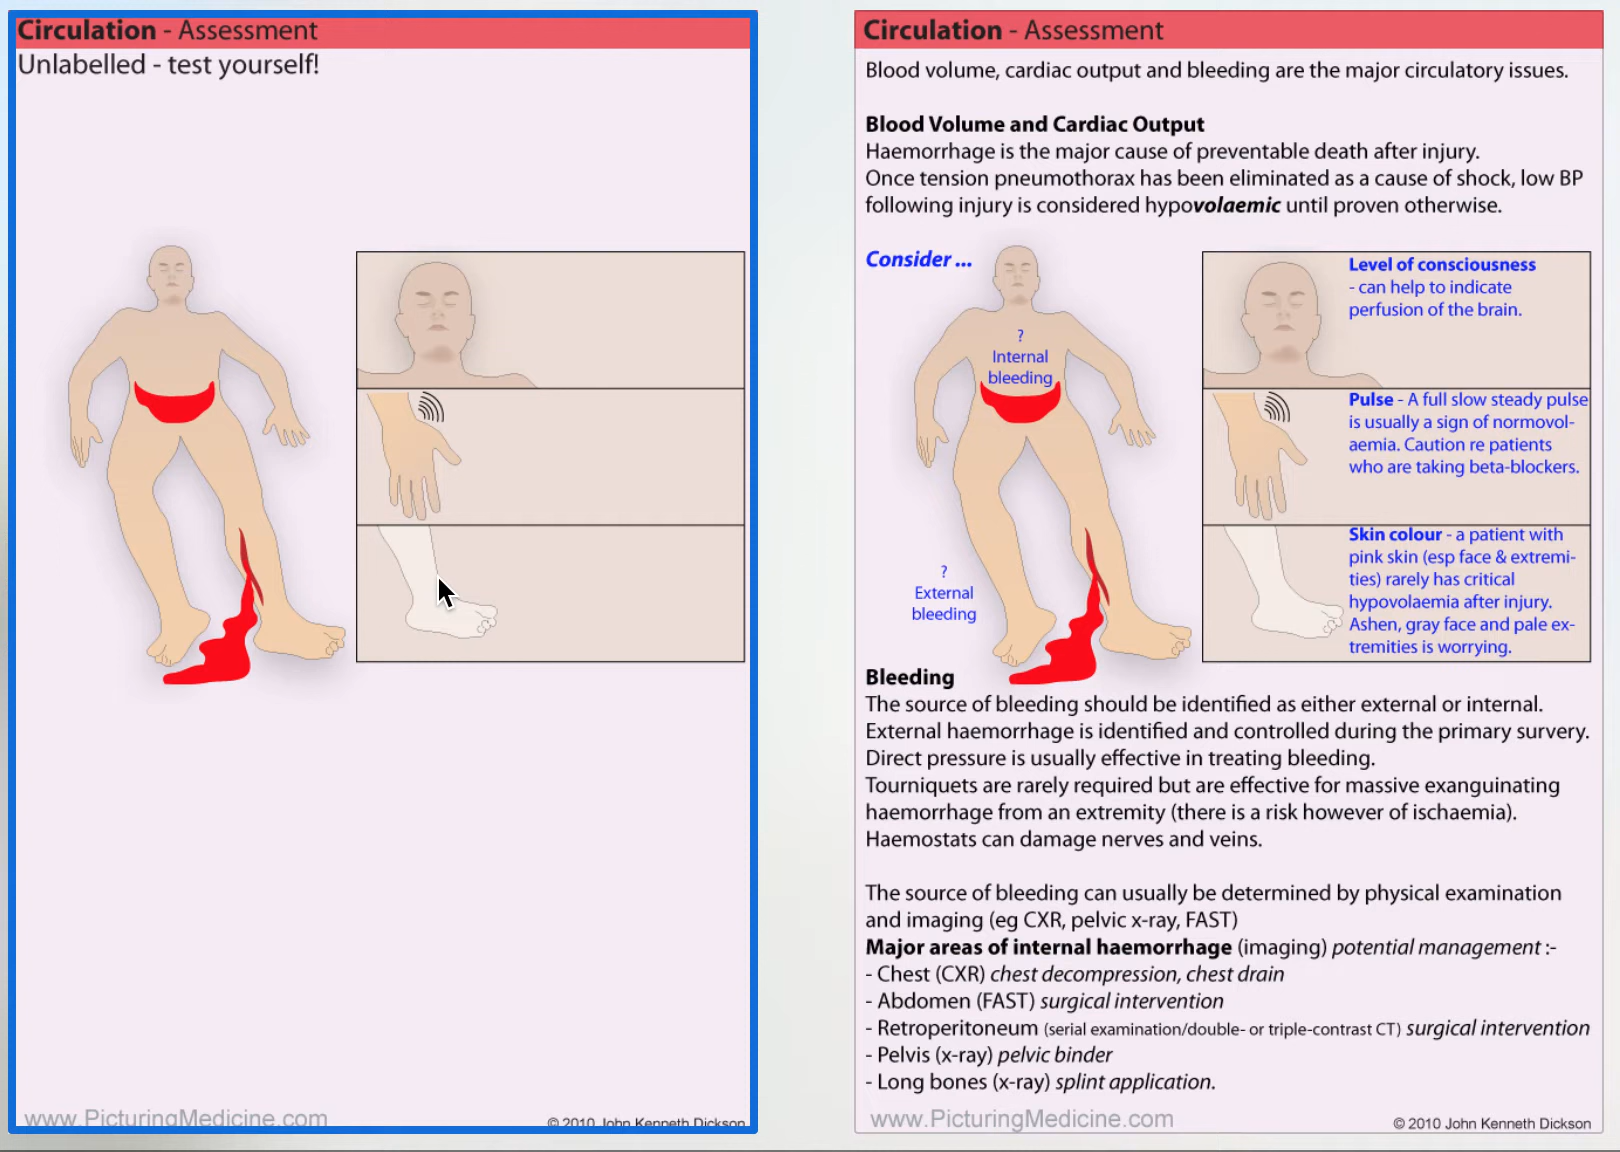 Circulation - Assessment
Unlabelled - test yourself!
www.PicturingMedicine.com
© 2010 John Kenneth Dickson
Circulation - Assessment
Blood volume, cardiac output and bleeding are the major circulatory issues.
Blood Volume and Cardiac Output
Haemorrhage is the major cause of preventable death after injury.
Once tension pneumothorax has been eliminated as a cause of shock, low BP
following injury is considered hypovolaemic until proven otherwise.
Consider ...
?
Internal
bleeding
?
External
bleeding
Level of consciousness
- can help to indicate
perfusion of the brain.
Pulse - A full slow steady pulse
is usually a sign of normovol-
aemia. Caution re patients
who are taking beta-blockers.
Skin colour - a patient with
pink skin (esp face & extremi-
ties) rarely has critical
hypovolaemia after injury.
Ashen, gray face and pale ex-
tremities is worrying.
Bleeding
The source of bleeding should be identified as either external or internal.
External haemorrhage is identified and controlled during the primary survery.
Direct pressure is usually effective in treating bleeding.
Tourniquets are rarely required but are effective for massive exanguinating
haemorrhage from an extremity (there is a risk however of ischaemia).
Haemostats can damage nerves and veins.
The source of bleeding can usually be determined by physical examination
and imaging (eg CXR, pelvic x-ray, FAST)
Major areas of internal haemorrhage (imaging) potential management :-
- Chest (CXR) chest decompression, chest drain
- Abdomen (FAST) surgical intervention
- Retroperitoneum (serial examination/double- or triple-contrast CT) surgical intervention
- Pelvis (x-ray) pelvic binder
- Long bones (x-ray) splint application.
www.PicturingMedicine.com
© 2010 John Kenneth Dickson